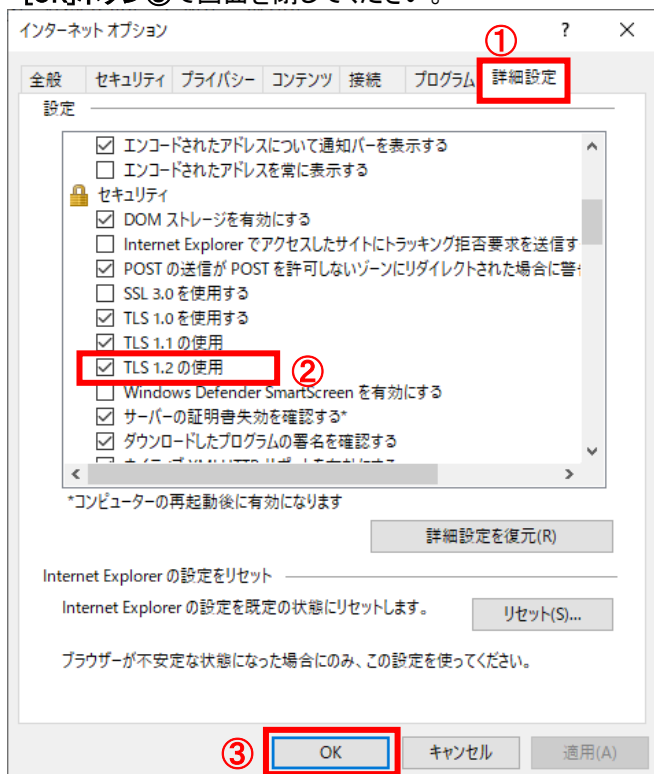 [OK]ボタン③で画面を閉じてください。
インターネット オプション ? ×
①
全般 セキュリティ プライバシー コンテンツ 接続 プログラム 詳細設定
設定
エンコードされたアドレスについて通知バーを表示する
エンコードされたアドレスを常に表示する
セキュリティ
DOM ストレージを有効にする
Internet Explorer でアクセスしたサイトにトラッキング拒否要求を送信す
POST の送信が POST を許可しないゾーンにリダイレクトされた場合に警
SSL 3.0 を使用する
TLS 1.0 を使用する
TLS 1.1 の使用
TLS 1.2 の使用 ②
Windows Defender SmartScreen を有効にする
サーバーの証明書失効を確認する*
ダウンロードしたプログラムの署名を確認する
*コンピューターの再起動後に有効になります
詳細設定を復元(R)
Internet Explorer の設定をリセット
Internet Explorer の設定を既定の状態にリセットします。
リセット(S)...
ブラウザーが不安定な状態になった場合にのみ、この設定を使ってください。
③ OK キャンセル 適用(A)